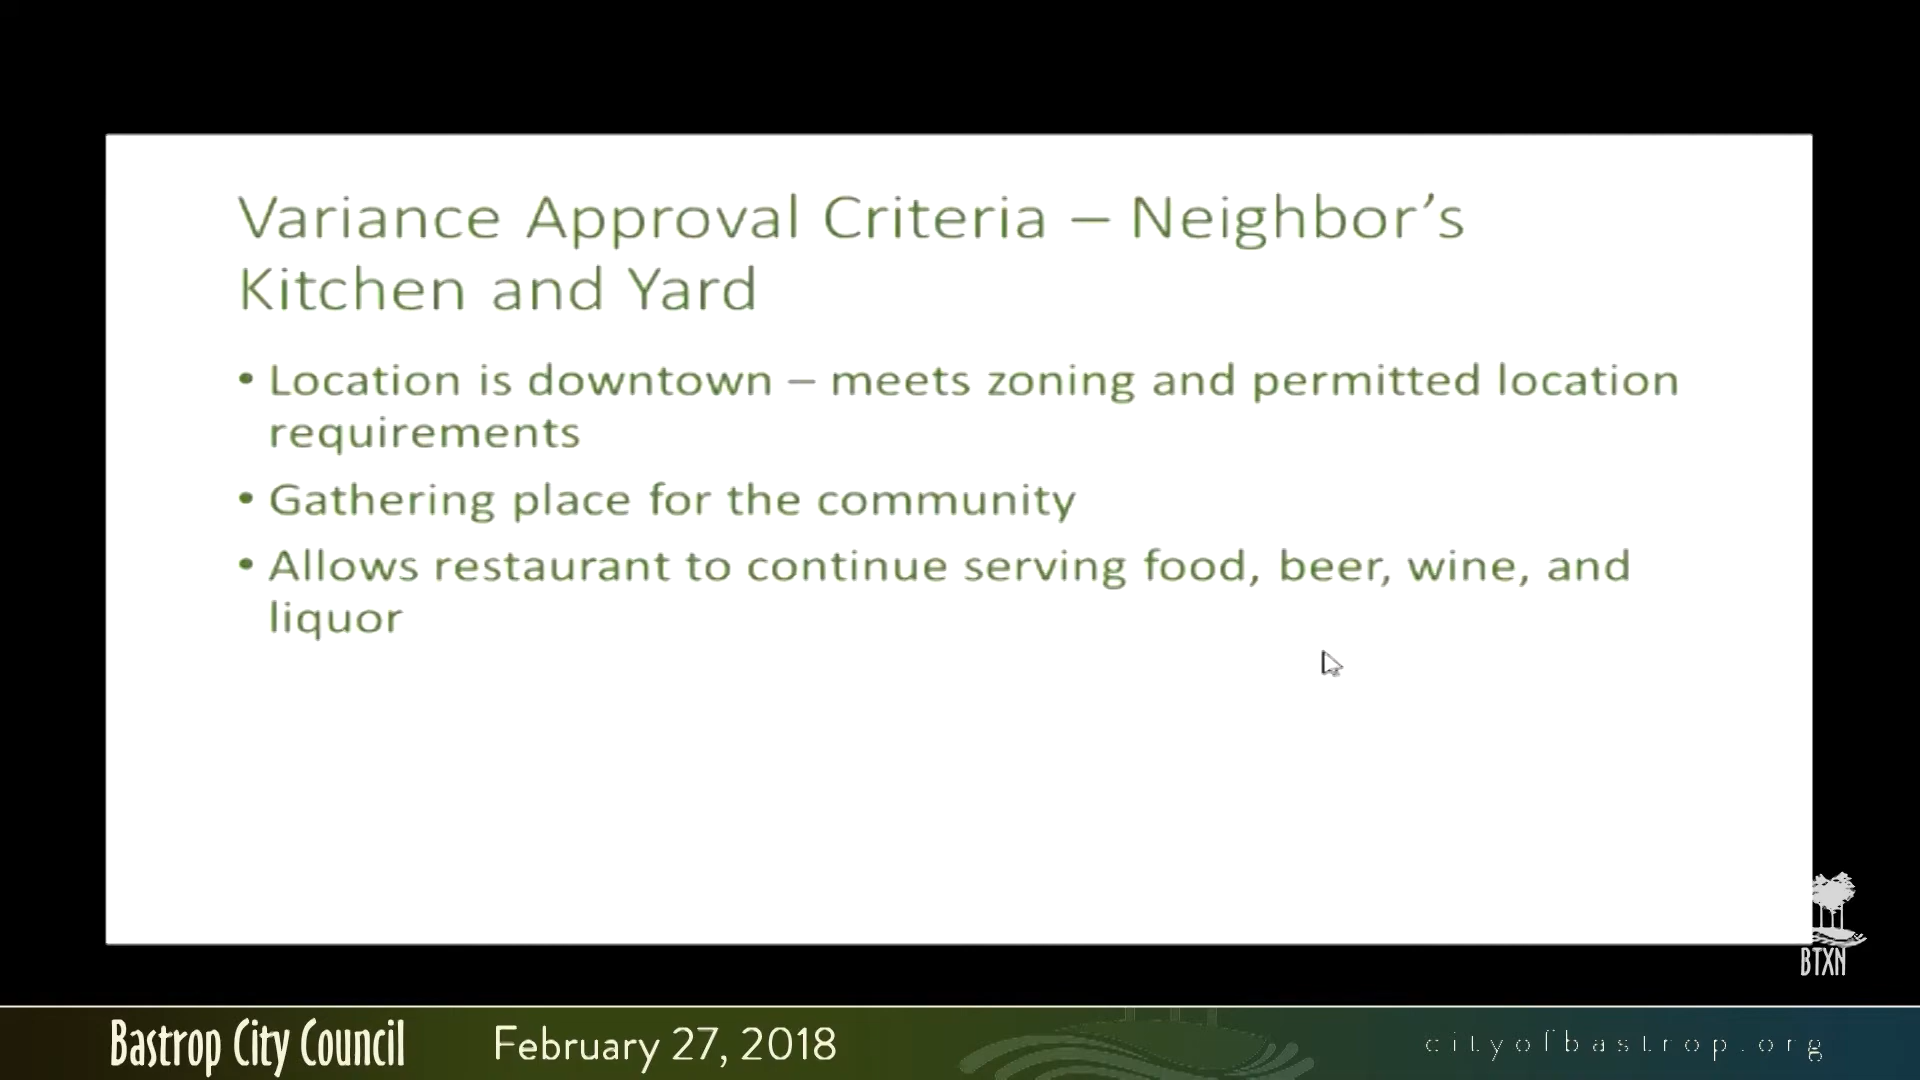 Variance Approval Criteria – Neighbor’s
Kitchen and Yard
• Location is downtown – meets zoning and permitted location
requirements
• Gathering place for the community
• Allows restaurant to continue serving food, beer, wine, and
liquor
BTXN
Bastrop City Council
February 27, 2018
cityofbastrop.org